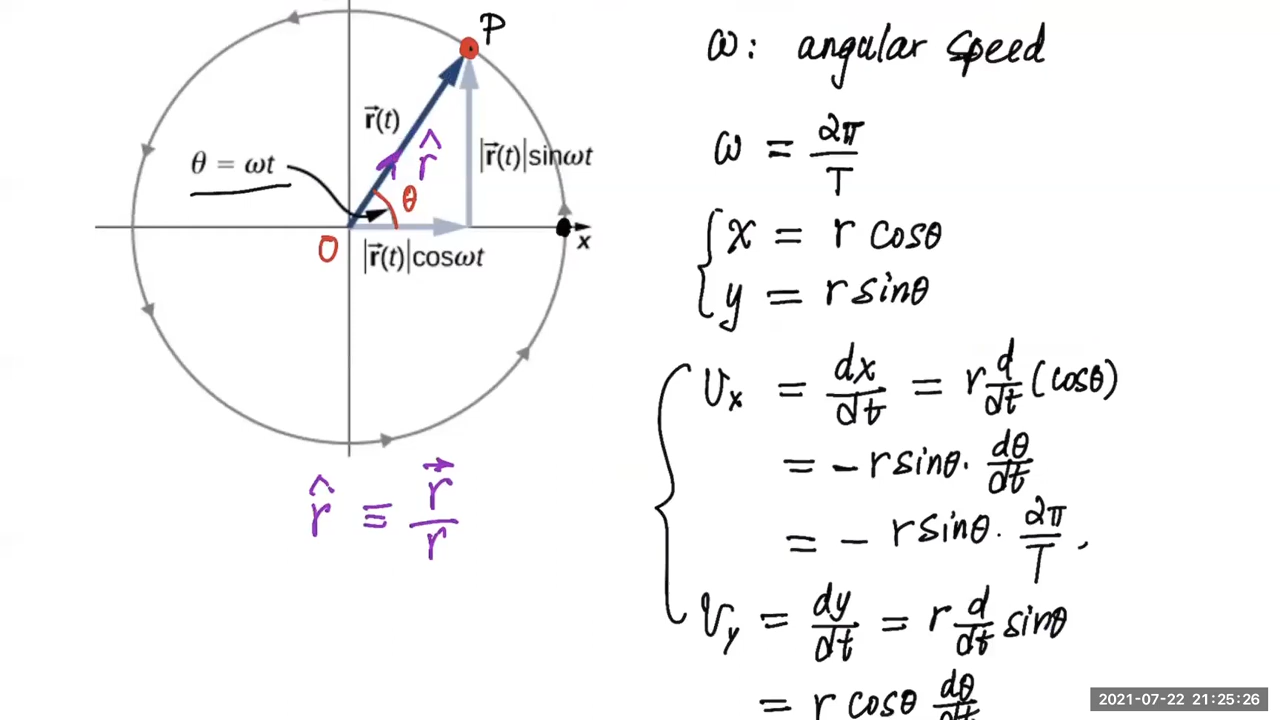 P
r⃗(t)
r̂
θ = ωt
θ
|r⃗(t)|sinωt
O
|r⃗(t)|cosωt
x
r̂ ≡ r⃗/r
ω: angular speed
ω = 2π/T
x = r cosθ
y = r sinθ
Vx = dx/dt = r d/dt (cosθ)
= - r sinθ · dθ/dt
= - r sinθ · 2π/T .
Vy = dy/dt = r d/dt sinθ
= r cosθ dθ/dt
2021-07-22 21:25:26